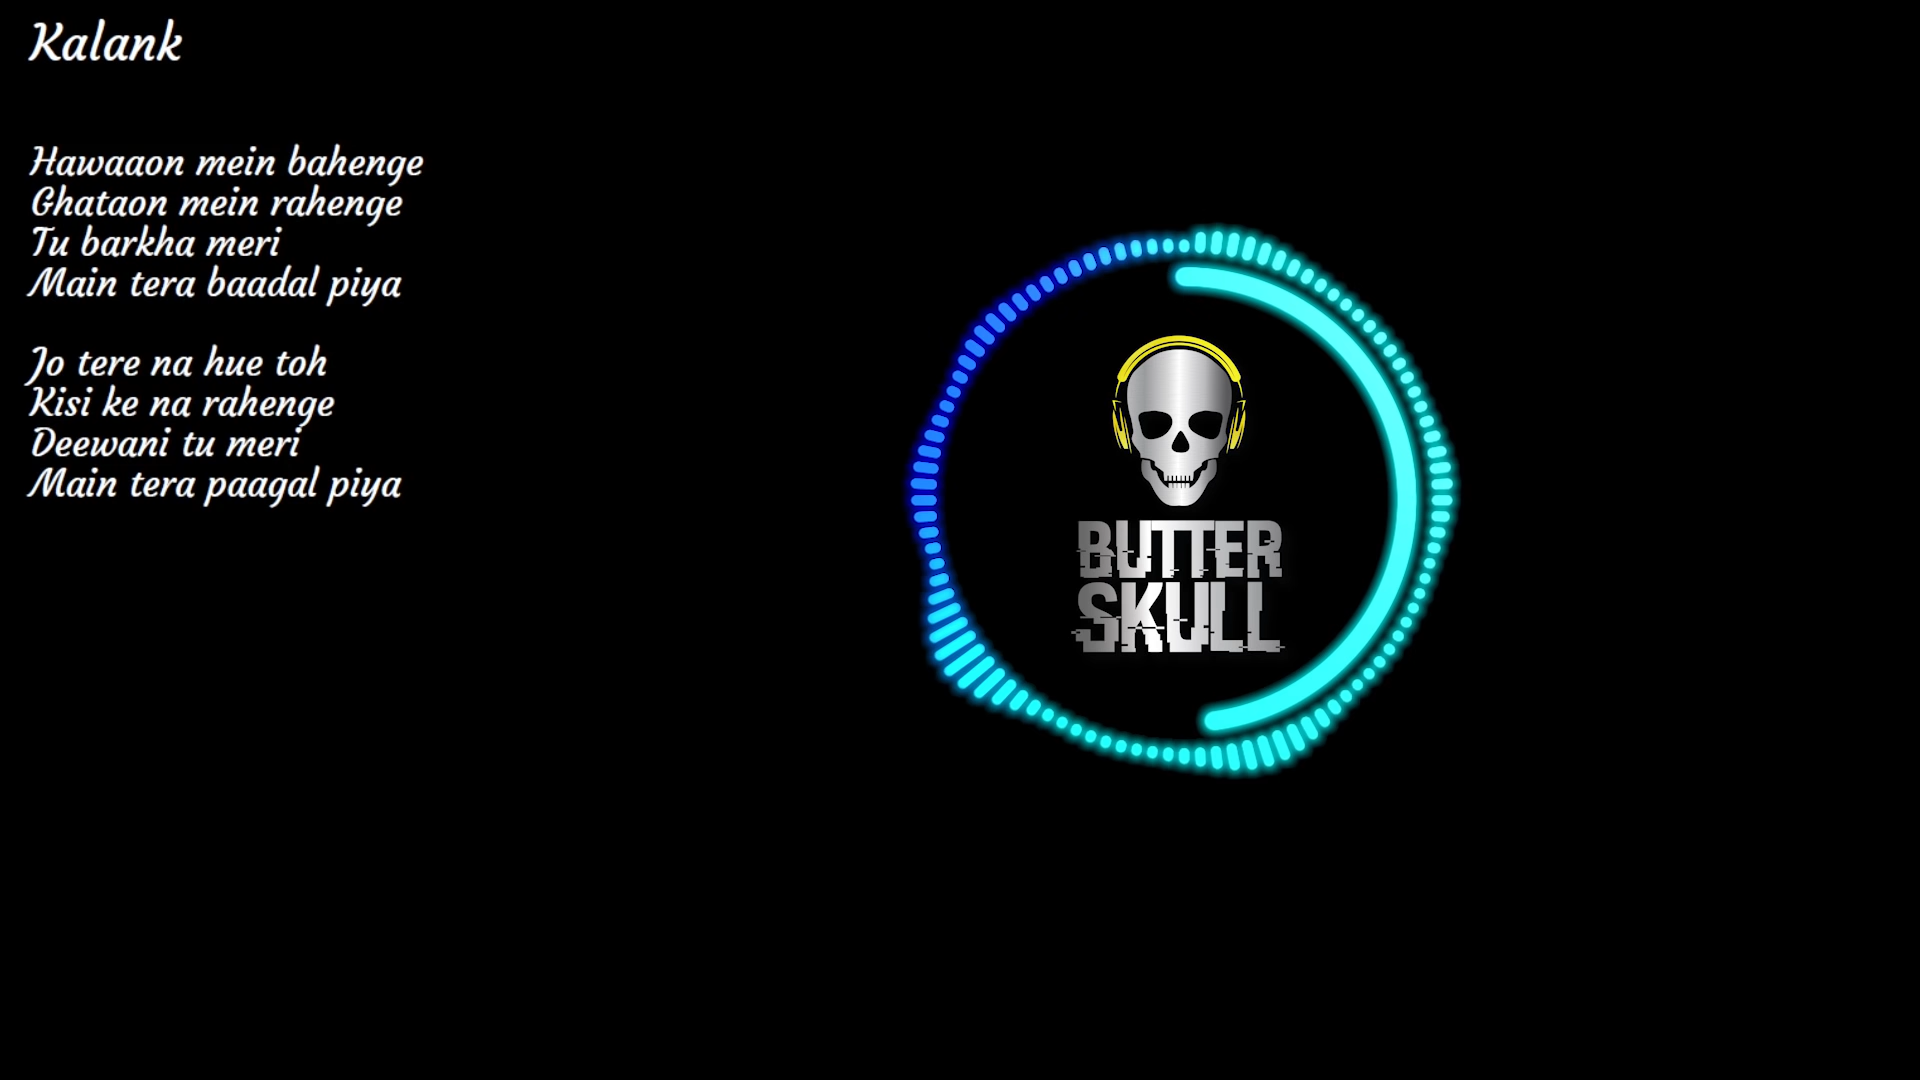 Kalank
Hawaaon mein bahenge
Ghataon mein rahenge
Tu barkha meri
Main tera baadal piya
Jo tere na hue toh
Kisi ke na rahenge
Deewani tu meri
Main tera paagal piya
BUTTER
SKULL